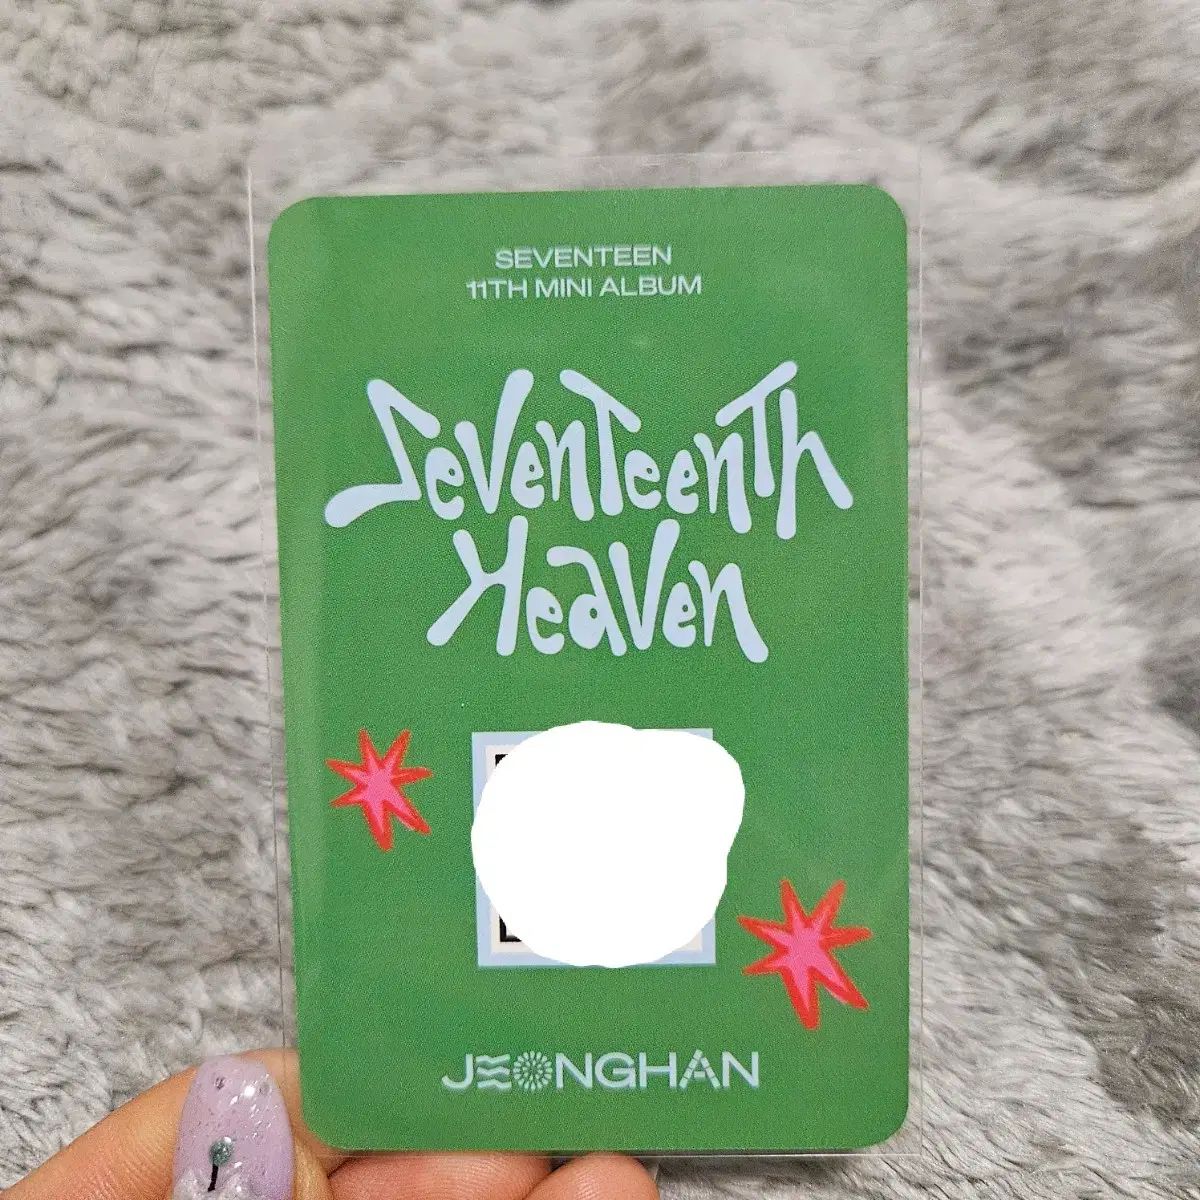 SEVENTEEN
11TH MINI ALBUM
SevenTeenTh
Heaven
JEONGHAN